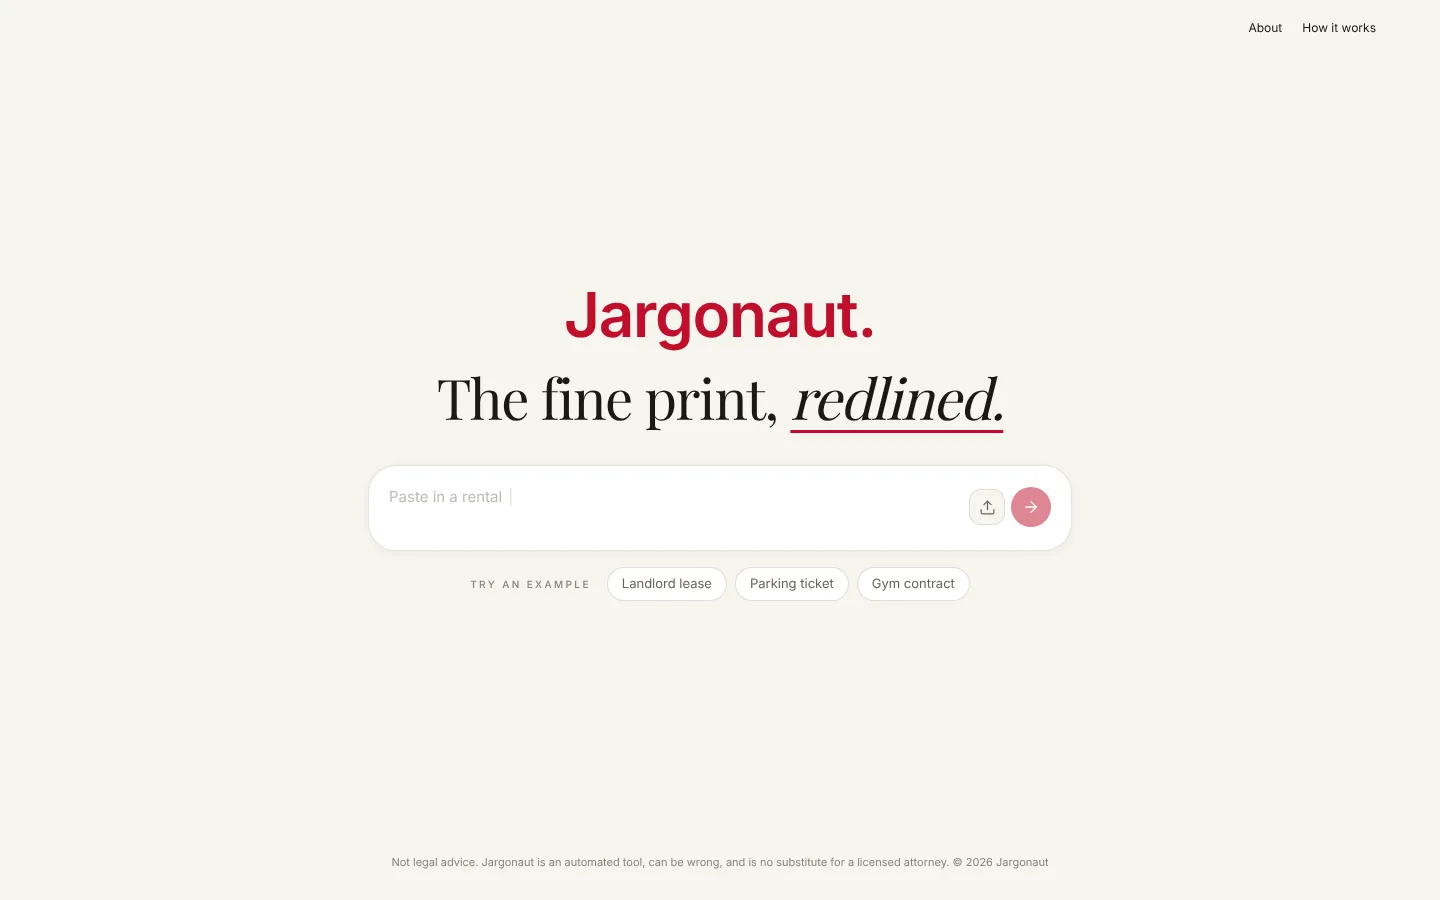 About
How it works
Jargonaut.
The fine print, redlined.
Paste in a rental
TRY AN EXAMPLE
Landlord lease
Parking ticket
Gym contract
Not legal advice. Jargonaut is an automated tool, can be wrong, and is no substitute for a licensed attorney. © 2026 Jargonaut